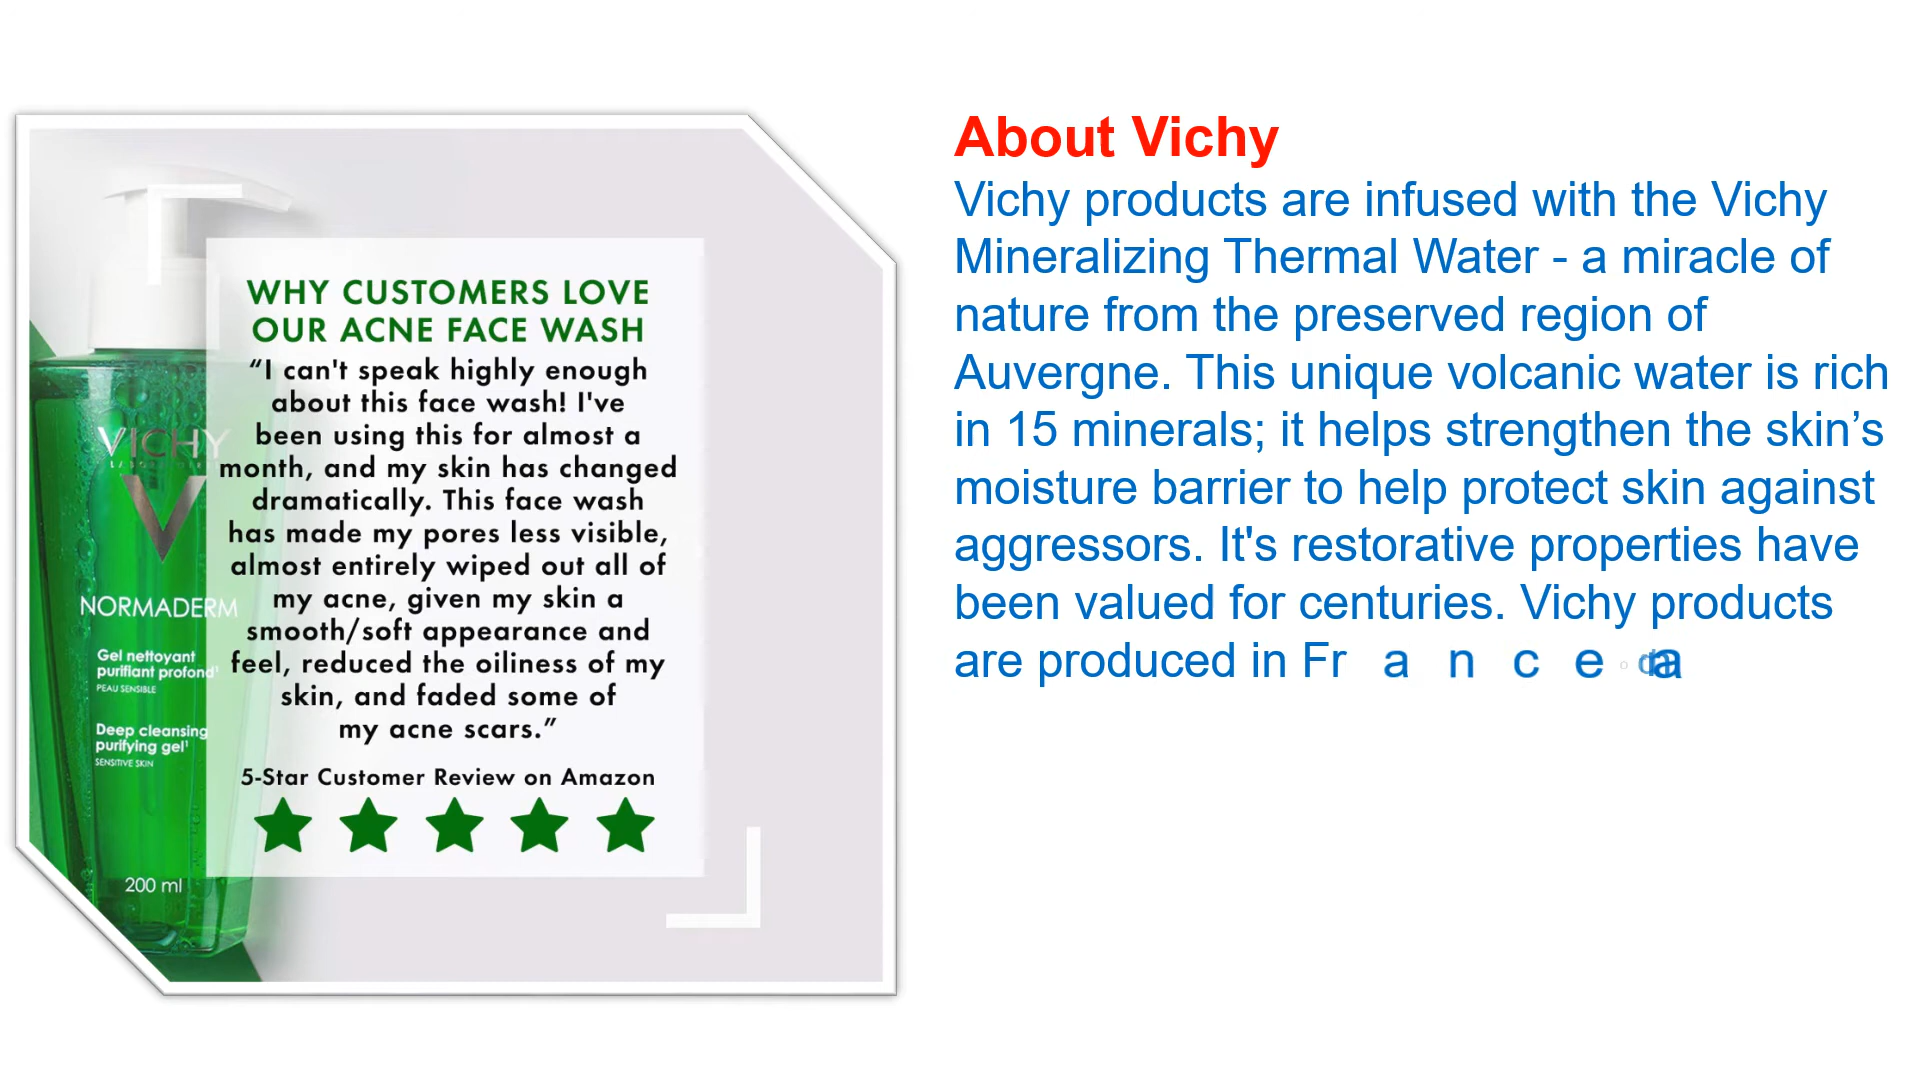 About Vichy
Vichy products are infused with the Vichy
Mineralizing Thermal Water - a miracle of
nature from the preserved region of
Auvergne. This unique volcanic water is rich
in 15 minerals; it helps strengthen the skin’s
moisture barrier to help protect skin against
aggressors. It's restorative properties have
been valued for centuries. Vichy products
are produced in France
WHY CUSTOMERS LOVE
OUR ACNE FACE WASH
“I can't speak highly enough
about this face wash! I've
been using this for almost a
month, and my skin has changed
dramatically. This face wash
has made my pores less visible,
almost entirely wiped out all of
my acne, given my skin a
smooth/soft appearance and
feel, reduced the oiliness of my
skin, and faded some of
my acne scars.”
5-Star Customer Review on Amazon
VICHY
NORMADERM
Gel nettoyant
purifiant profond¹
PEAU SENSIBLE
Deep cleansing
purifying gel¹
SENSITIVE SKIN
200 ml